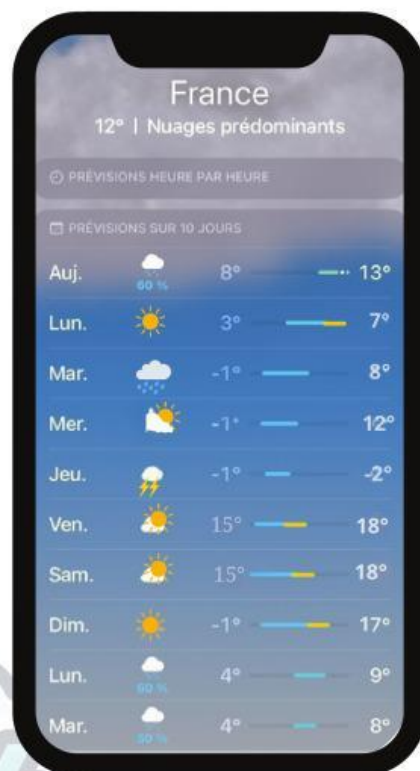 France
12° | Nuages prédominants
PRÉVISIONS HEURE PAR HEURE
PRÉVISIONS SUR 10 JOURS
Auj. 60 % 8° 13°
Lun. 3° 7°
Mar. -1° 8°
Mer. -1° 12°
Jeu. -1° -2°
Ven. 15° 18°
Sam. 15° 18°
Dim. -1° 17°
Lun. 60 % 4° 9°
Mar. 50 % 4° 8°